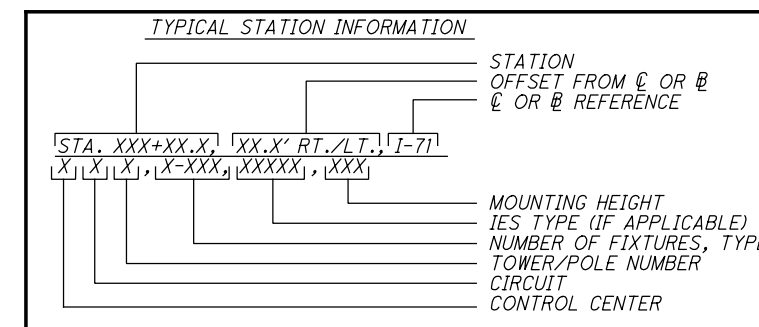 TYPICAL STATION INFORMATION
STATION
OFFSET FROM ℄ OR B̲L̲
℄ OR B̲L̲ REFERENCE
STA. XXX+XX.X, XX.X' RT./LT., I-71
X X X, X-XXX, XXXXX, XXX
MOUNTING HEIGHT
IES TYPE (IF APPLICABLE)
NUMBER OF FIXTURES, TYPE
TOWER/POLE NUMBER
CIRCUIT
CONTROL CENTER